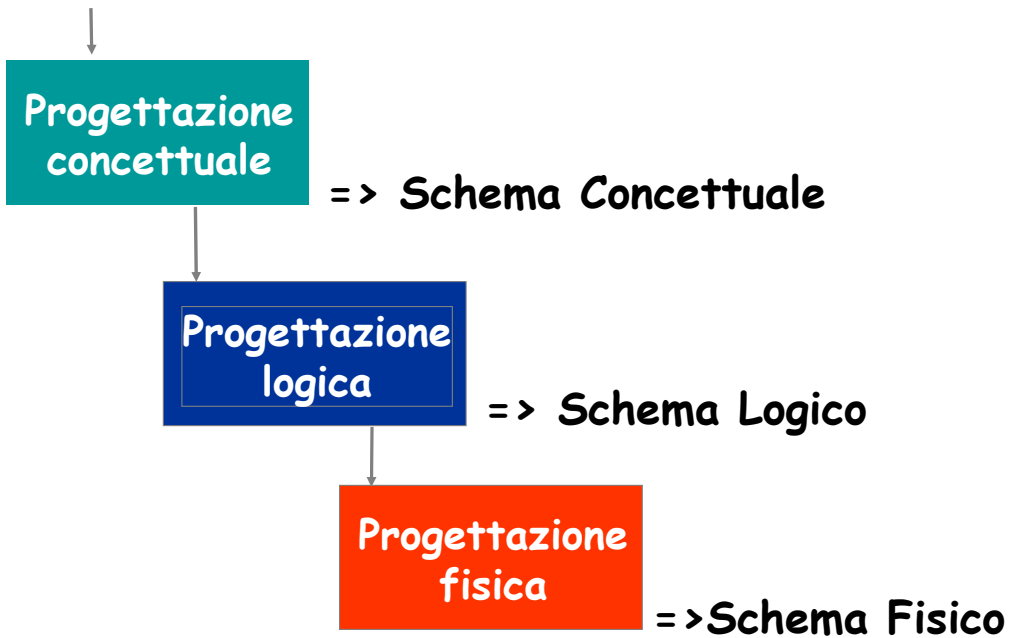 Progettazione
concettuale
=> Schema Concettuale
Progettazione
logica
=> Schema Logico
Progettazione
fisica
=>Schema Fisico